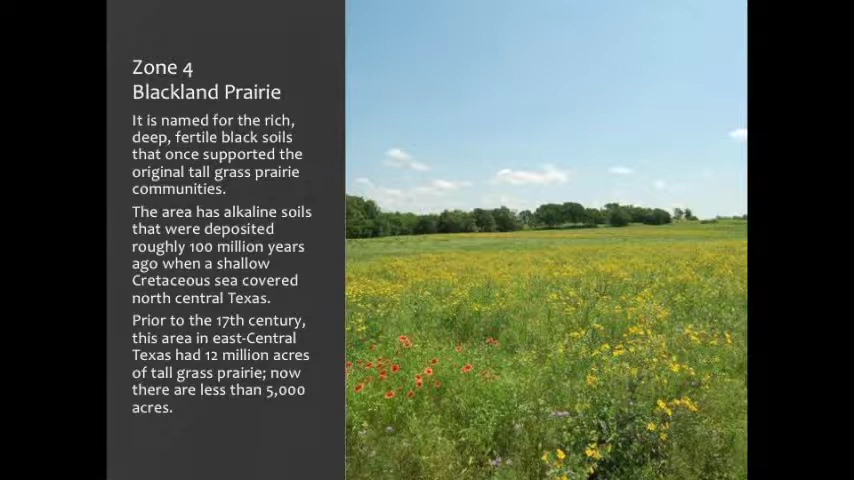 Zone 4
Blackland Prairie
It is named for the rich,
deep, fertile black soils
that once supported the
original tall grass prairie
communities.
The area has alkaline soils
that were deposited
roughly 100 million years
ago when a shallow
Cretaceous sea covered
north central Texas.
Prior to the 17th century,
this area in east-Central
Texas had 12 million acres
of tall grass prairie; now
there are less than 5,000
acres.